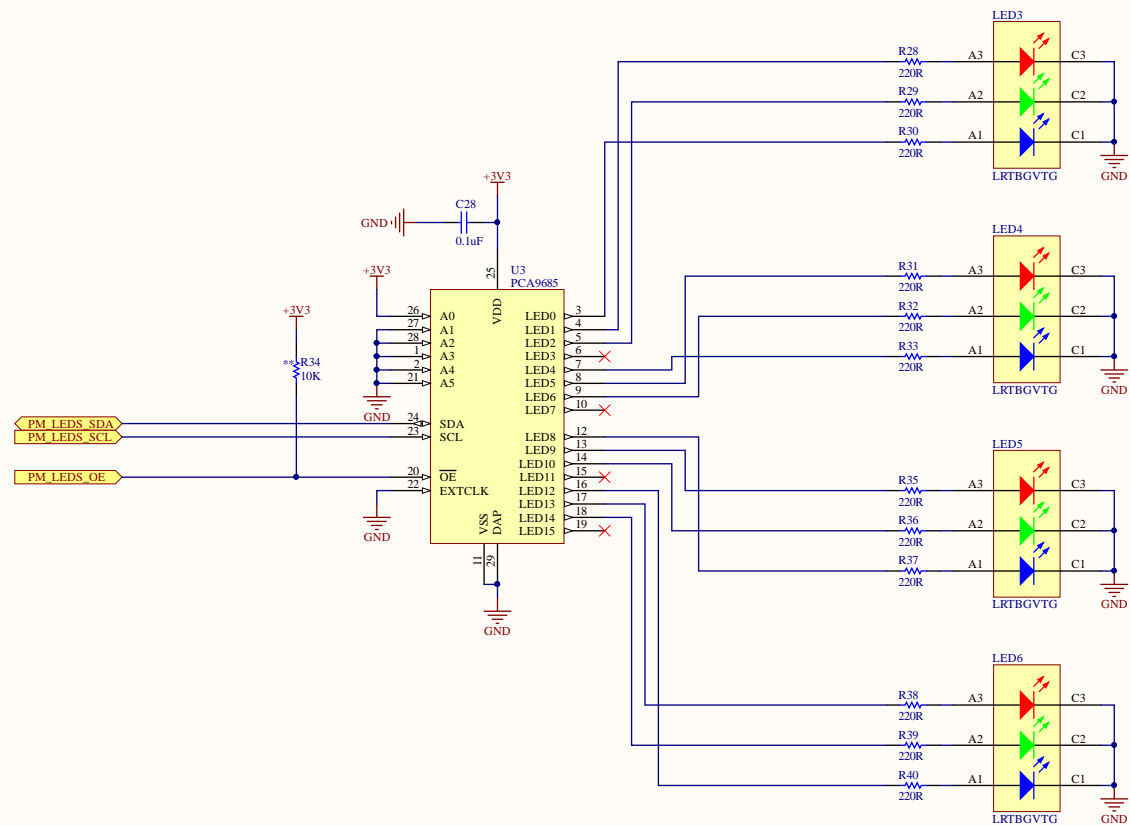 LED3
R28
220R
A3
C3
R29
220R
A2
C2
R30
220R
A1
C1
LRTBGVTG
GND
+3V3
C28
GND
0.1uF
LED4
R31
220R
A3
C3
R32
220R
A2
C2
R33
220R
A1
C1
LRTBGVTG
GND
+3V3
+3V3
**
R34
10K
25
U3
PCA9685
VDD
26 A0
27 A1
28 A2
1 A3
2 A4
21 A5
GND
24 SDA
23 SCL
20 OE
22 EXTCLK
GND
PM_LEDS_SDA
PM_LEDS_SCL
PM_LEDS_OE
LED0 3
LED1 4
LED2 5
LED3 6
LED4 7
LED5 8
LED6 9
LED7 10
LED8 12
LED9 13
LED10 14
LED11 15
LED12 16
LED13 17
LED14 18
LED15 19
VSS
DAP
11
29
GND
LED5
R35
220R
A3
C3
R36
220R
A2
C2
R37
220R
A1
C1
LRTBGVTG
GND
LED6
R38
220R
A3
C3
R39
220R
A2
C2
R40
220R
A1
C1
LRTBGVTG
GND